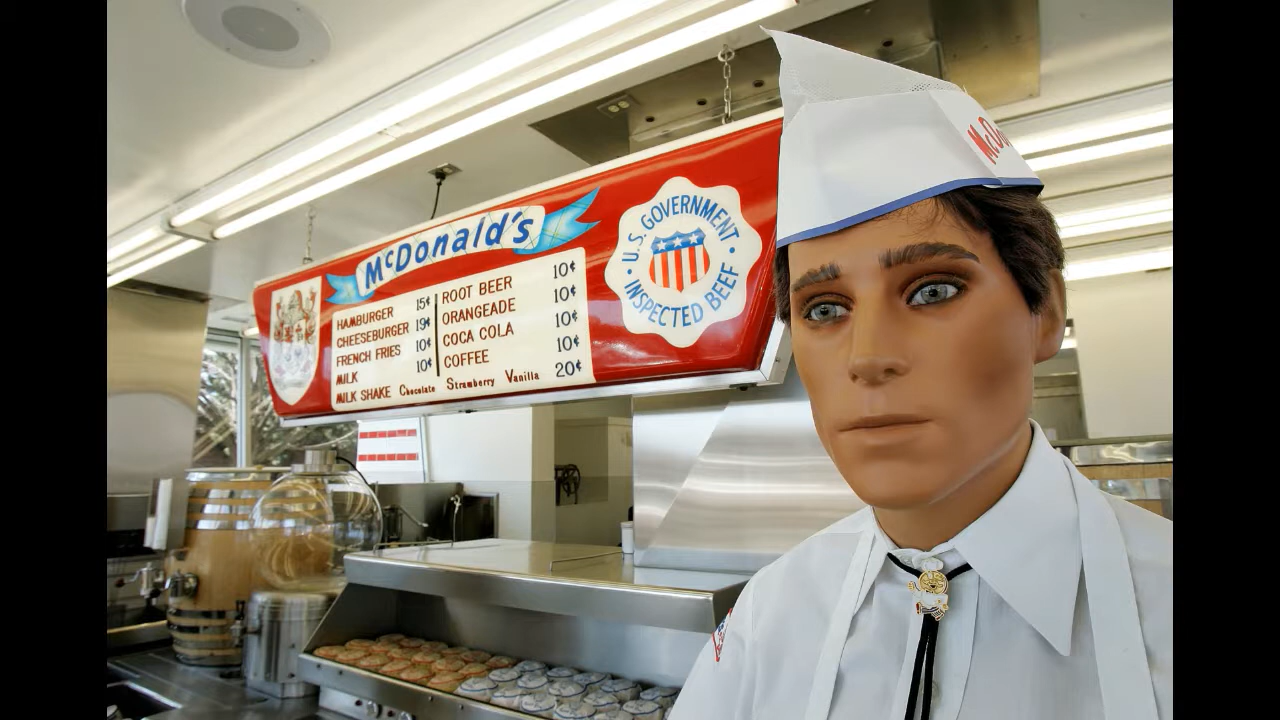 McDonald's
HAMBURGER 15¢
CHEESEBURGER 19¢
FRENCH FRIES 10¢
MILK 10¢
ROOT BEER 10¢
ORANGEADE 10¢
COCA COLA 10¢
COFFEE 10¢
MILK SHAKE Chocolate Strawberry Vanilla 20¢
U.S. GOVERNMENT
INSPECTED BEEF